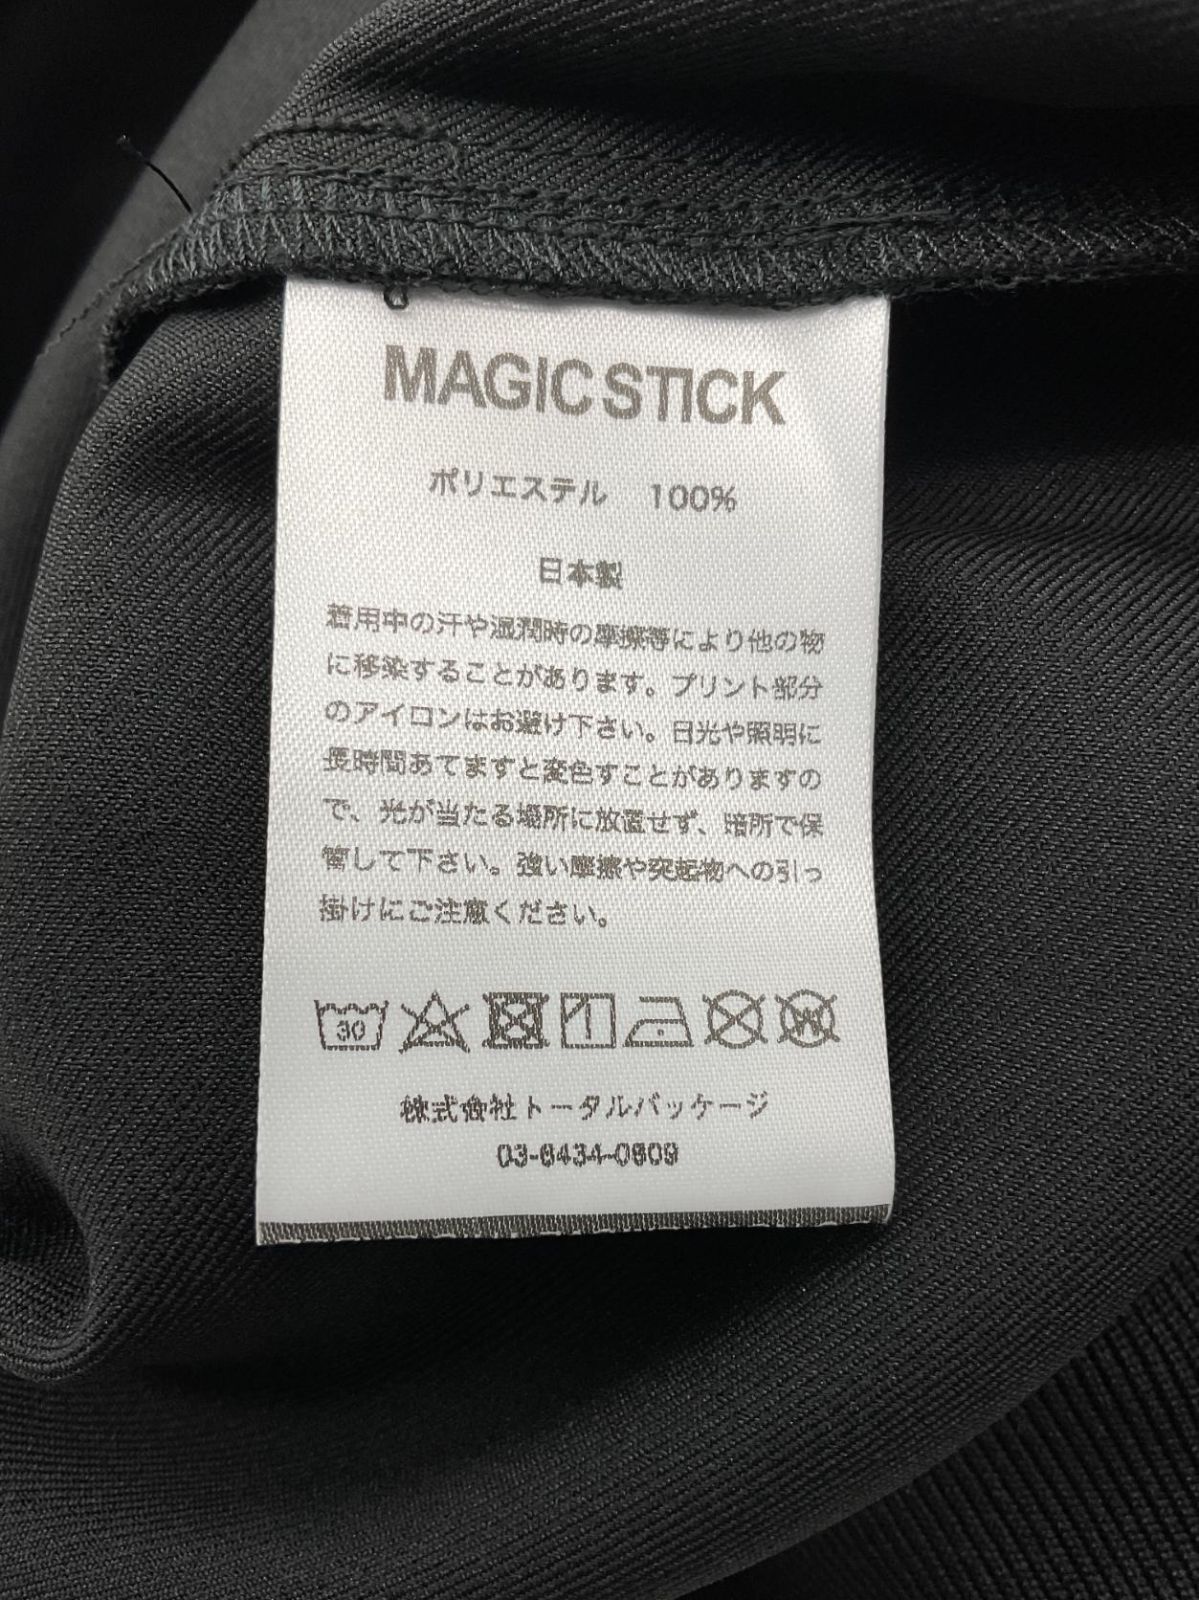 MAGIC STICK
ポリエステル 100%
日本製
着用中の汗や湿潤時の摩擦等により他の物
に移染することがあります。プリント部分
のアイロンはお避け下さい。日光や照明に
長時間あてますと変色すことがありますの
で、光が当たる場所に放置せず、暗所で保
管して下さい。強い摩擦や突起物への引っ
掛けにご注意ください。
30
W
株式会社トータルパッケージ
03-6434-0609